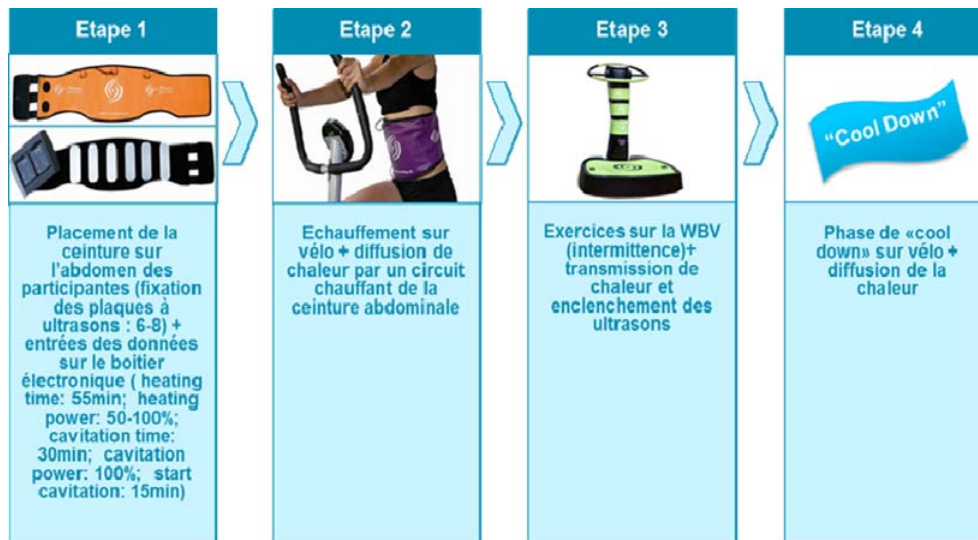 Etape 1
Placement de la
ceinture sur
l'abdomen des
participantes (fixation
des plaques à
ultrasons : 6-8) +
entrées des données
sur le boitier
électronique ( heating
time: 55min; heating
power: 50-100%;
cavitation time:
30min; cavitation
power: 100%; start
cavitation: 15min)
Etape 2
Echauffement sur
vélo + diffusion de
chaleur par un circuit
chauffant de la
ceinture abdominale
Etape 3
Exercices sur la WBV
(intermittence)+
transmission de
chaleur et
enclenchement des
ultrasons
Etape 4
“Cool Down”
Phase de «cool
down» sur vélo +
diffusion de la
chaleur